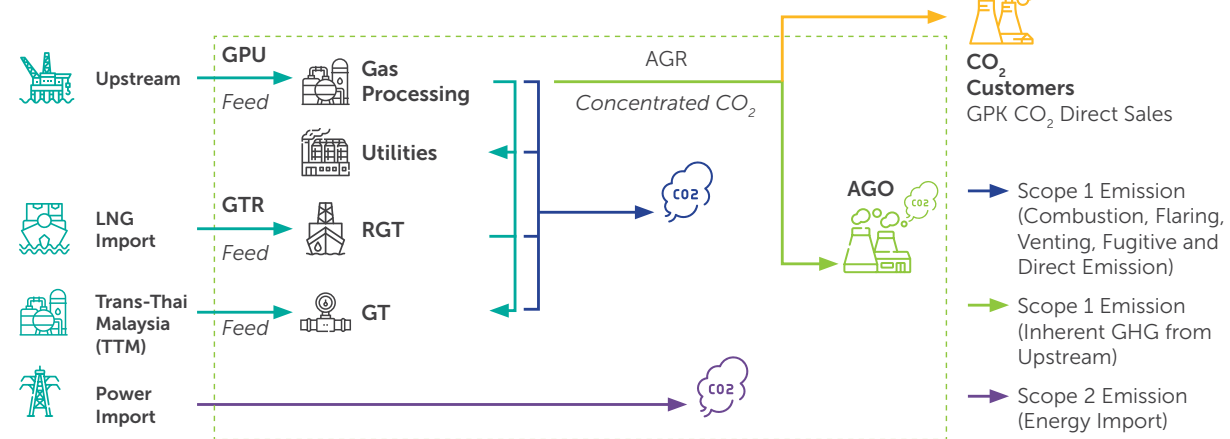 GPU
Upstream
Feed
Gas
Processing
Utilities
LNG
Import
GTR
Feed
RGT
Trans-Thai
Malaysia
(TTM)
Feed
GT
Power
Import
AGR
Concentrated CO₂
CO2
CO2
AGO
CO2
CO₂
Customers
GPK CO₂ Direct Sales
Scope 1 Emission
(Combustion, Flaring,
Venting, Fugitive and
Direct Emission)
Scope 1 Emission
(Inherent GHG from
Upstream)
Scope 2 Emission
(Energy Import)